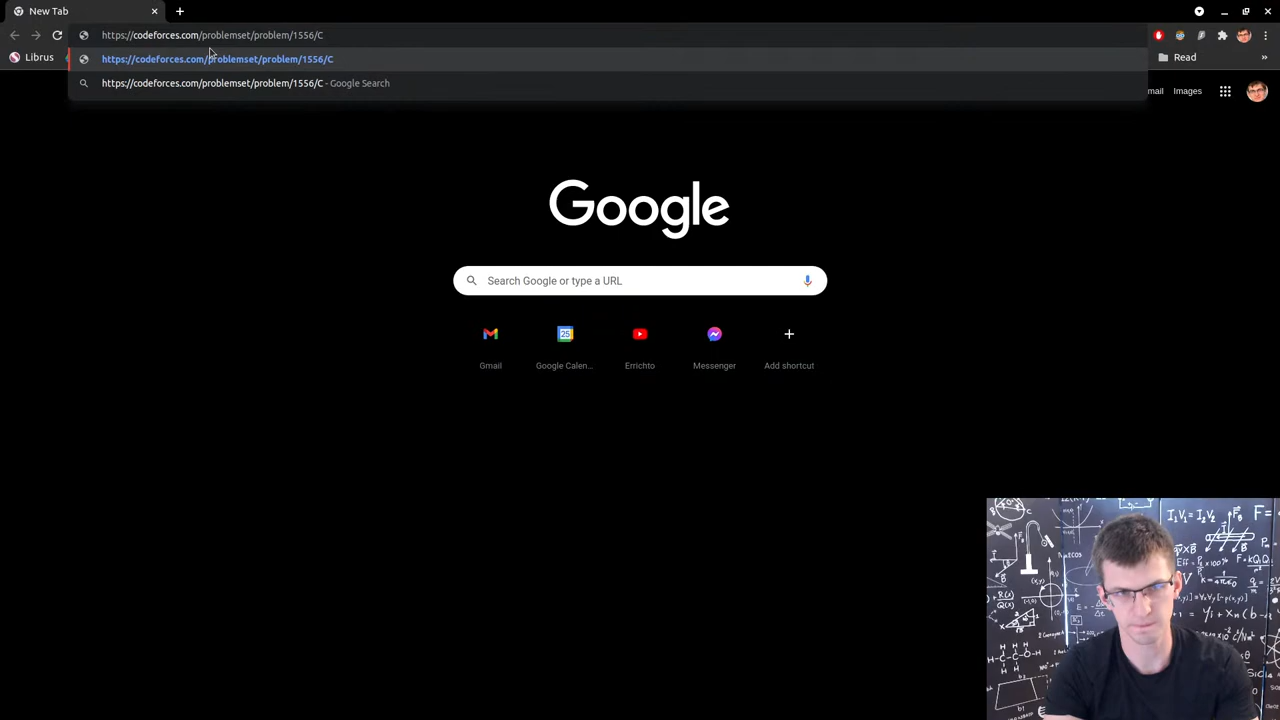 New Tab
https://codeforces.com/problemset/problem/1556/C
Librus
https://codeforces.com/problemset/problem/1556/C
Read
https://codeforces.com/problemset/problem/1556/C - Google Search
mail Images
Google
Search Google or type a URL
25
Gmail Google Calen... Errichto Messenger Add shortcut